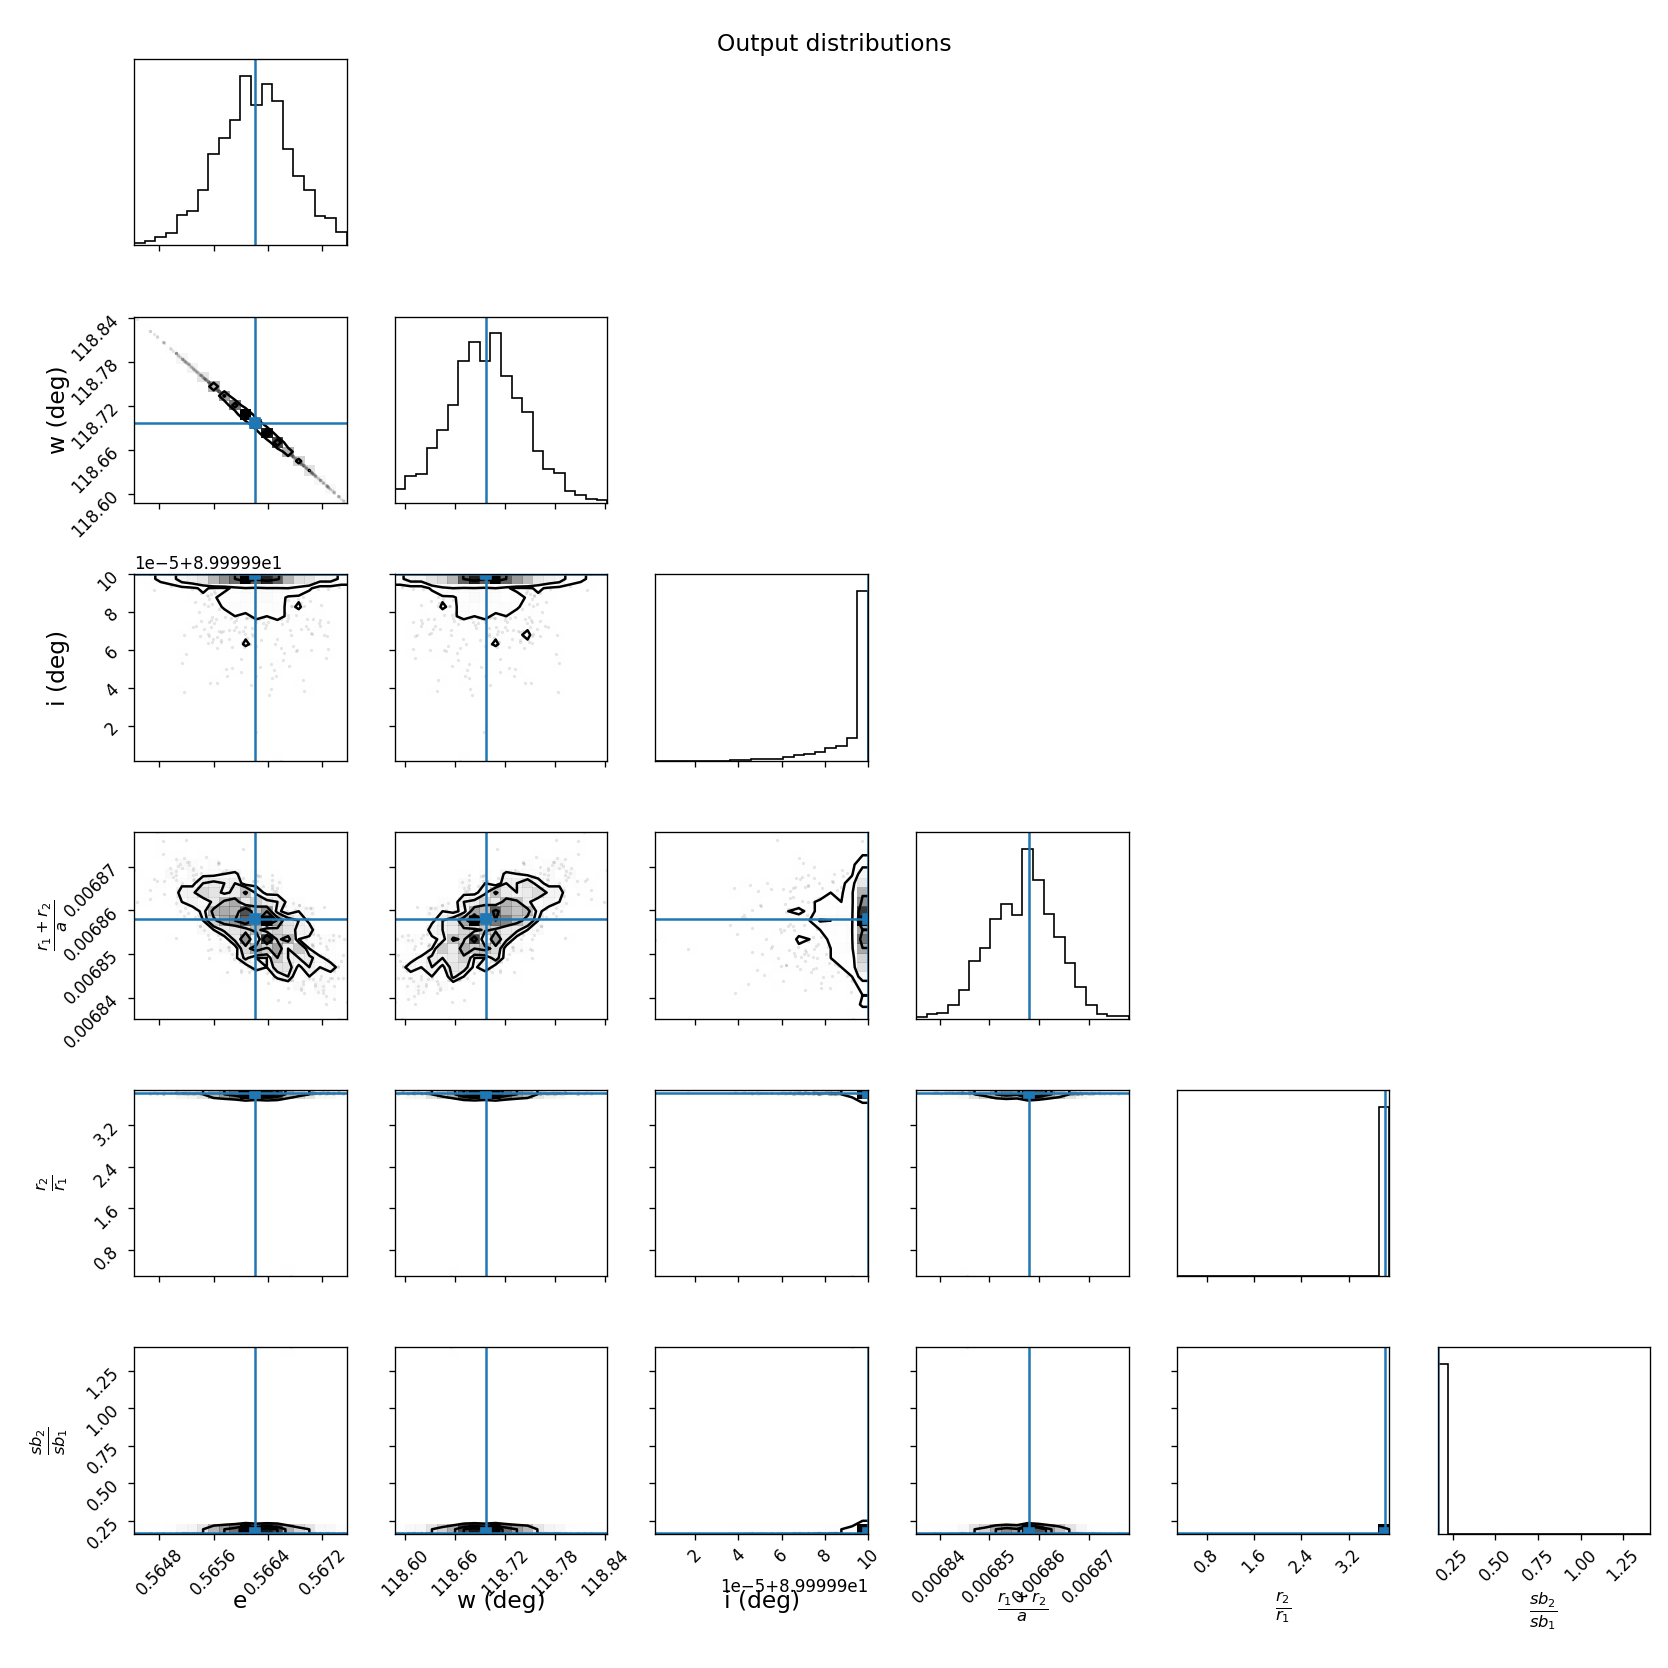 Output distributions
w (deg)
118.84
118.78
118.72
118.66
118.60
1e−5+8.99999e1
i (deg)
10
8
6
4
2
r₁ + r₂
a
0.00687
0.00686
0.00685
0.00684
r₂
r₁
3.2
2.4
1.6
0.8
sb₂
sb₁
1.25
1.00
0.75
0.50
0.25
0.5648 0.5656 0.5664 0.5672
118.60 118.66 118.72 118.78 118.84
2 4 6 8 10
0.00684 0.00685 0.00686 0.00687
0.8 1.6 2.4 3.2
0.25 0.50 0.75 1.00 1.25
1e−5+8.99999e1
e
w (deg)
i (deg)
r₁ + r₂
a
r₂
r₁
sb₂
sb₁